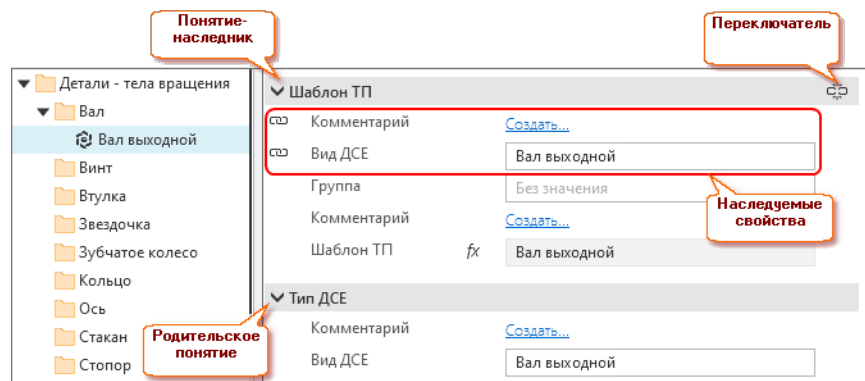 Понятие-
наследник
Переключатель
Детали - тела вращения
Вал
Вал выходной
Винт
Втулка
Звездочка
Зубчатое колесо
Кольцо
Ось
Стакан
Стопор
Шаблон ТП
Комментарий Создать...
Вид ДСЕ Вал выходной
Группа Без значения
Наследуемые
свойства
Комментарий Создать...
Шаблон ТП fx Вал выходной
Тип ДСЕ
Родительское
понятие
Комментарий Создать...
Вид ДСЕ Вал выходной